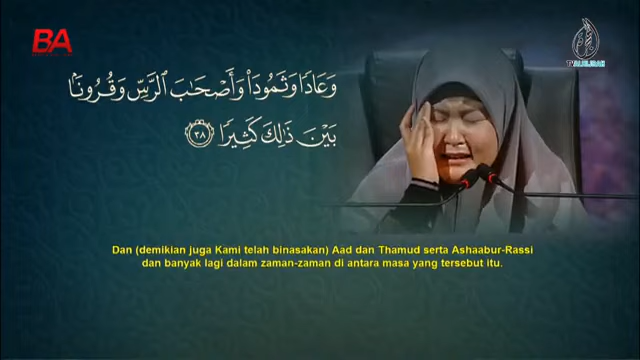 BA
وَعَادًا وَثَمُودَا۟ وَأَصْحَـٰبَ ٱلرَّسِّ وَقُرُونًۢا
بَيْنَ ذَٰلِكَ كَثِيرًا ٣٨
Dan (demikian juga Kami telah binasakan) Aad dan Thamud serta Ashaabur-Rassi
dan banyak lagi dalam zaman-zaman di antara masa yang tersebut itu.